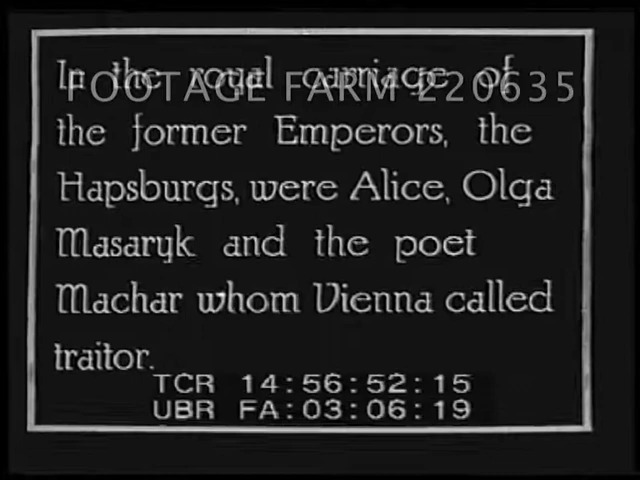 In the royal carriage of
FOOTAGE FARM 220635
the former Emperors, the
Hapsburgs, were Alice, Olga
Masaryk and the poet
Machar whom Vienna called
traitor.
TCR 14:56:52:15
UBR FA:03:06:19